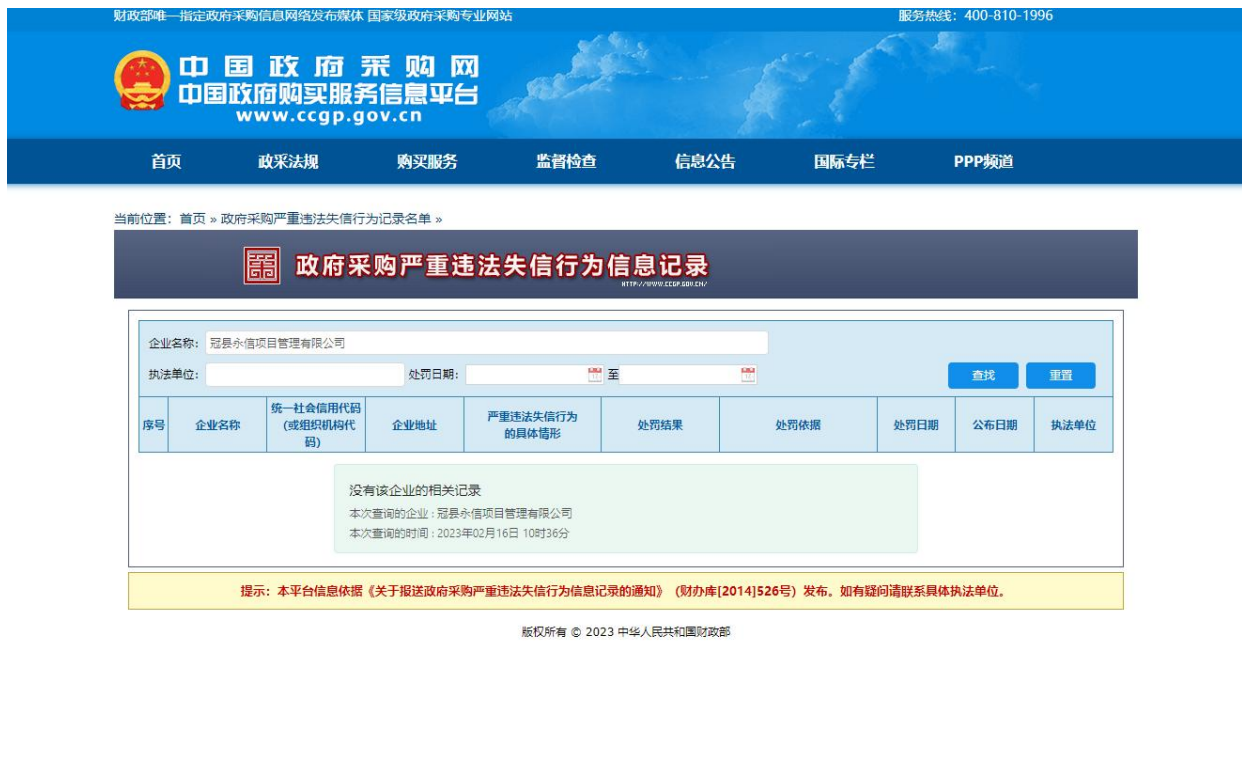 财政部唯一指定政府采购信息网络发布媒体 国家级政府采购专业网站 服务热线：400-810-1996
中国政府采购网
中国政府购买服务信息平台
www.ccgp.gov.cn
首页 政采法规 购买服务 监督检查 信息公告 国际专栏 PPP频道
当前位置：首页 » 政府采购严重违法失信行为记录名单 »
政府采购严重违法失信行为信息记录
HTTP://WWW.CCGP.GOV.CN/
企业名称：冠县永信项目管理有限公司
执法单位： 处罚日期： 至 查找 重置
序号 企业名称 统一社会信用代码(或组织机构代码) 企业地址 严重违法失信行为的具体情形 处罚结果 处罚依据 处罚日期 公布日期 执法单位
没有该企业的相关记录
本次查询的企业：冠县永信项目管理有限公司
本次查询的时间：2023年02月16日 10时36分
提示：本平台信息依据《关于报送政府采购严重违法失信行为信息记录的通知》（财办库[2014]526号）发布。如有疑问请联系具体执法单位。
版权所有 © 2023 中华人民共和国财政部